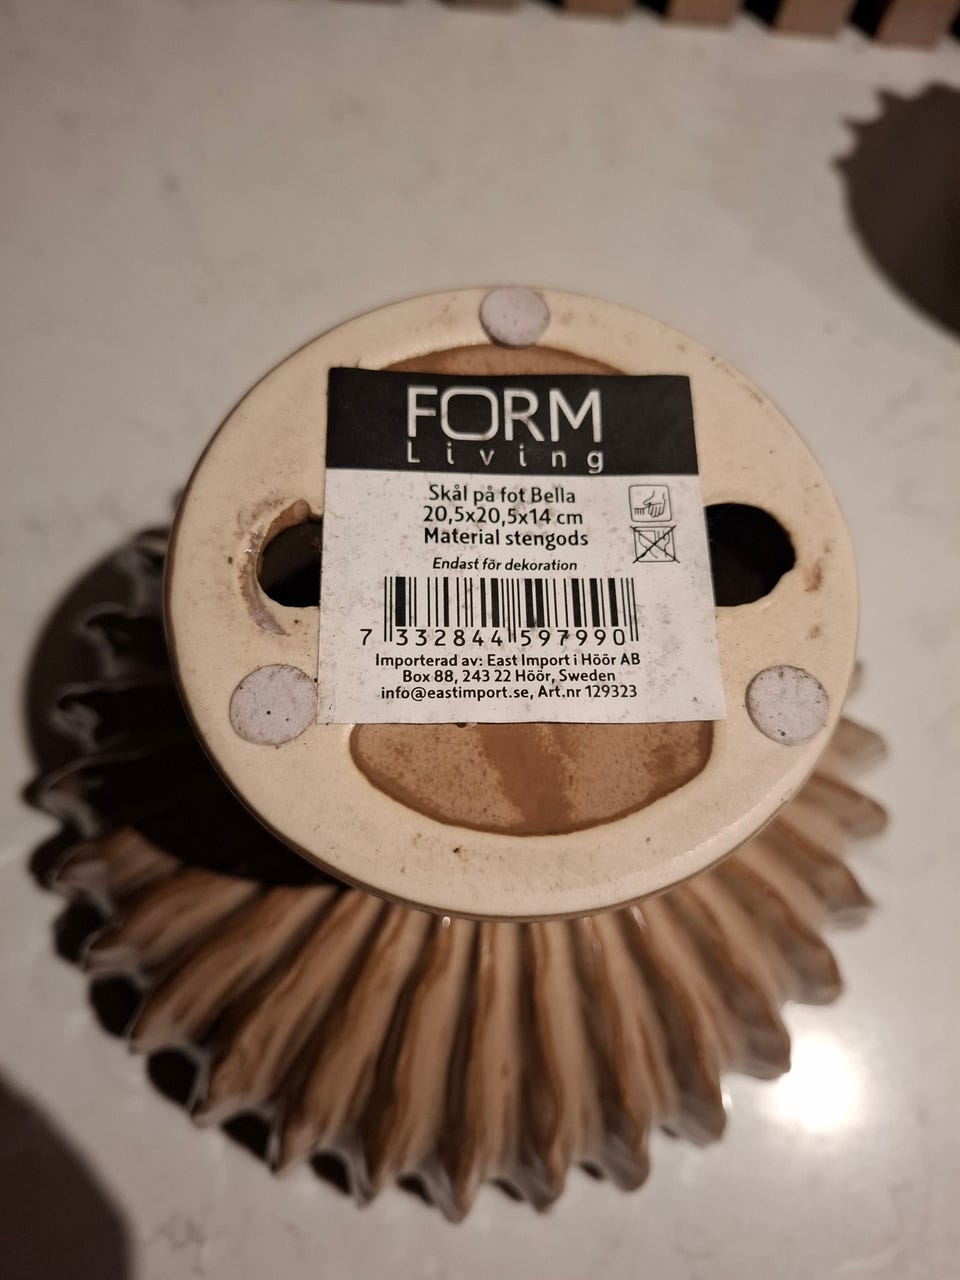 FORM
Living
Skål på fot Bella
20,5x20,5x14 cm
Material stengods
Endast för dekoration
7 332844 597990
Importerad av: East Import i Höör AB
Box 88, 243 22 Höör, Sweden
info@eastimport.se, Art.nr 129323